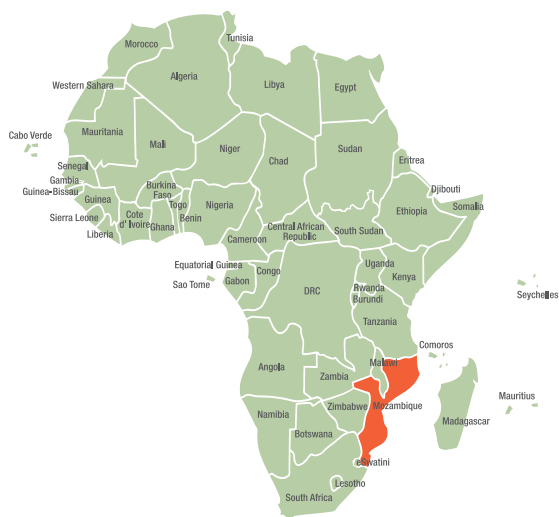 Tunisia
Morocco
Algeria
Libya
Egypt
Western Sahara
Mauritania
Cabo Verde
Mali
Niger
Chad
Sudan
Eritrea
Senegal
Gambia
Guinea-Bissau
Guinea
Burkina
Faso
Djibouti
Somalia
Sierra Leone
Cote
d' Ivoire
Togo
Benin
Nigeria
Ghana
Liberia
Ethiopia
Central African
Republic
South Sudan
Cameroon
Equatorial Guinea
Sao Tome
Gabon
Congo
DRC
Uganda
Kenya
Rwanda
Burundi
Seychelles
Tanzania
Comoros
Malawi
Angola
Zambia
Mozambique
Mauritius
Zimbabwe
Madagascar
Namibia
Botswana
eSwatini
Lesotho
South Africa